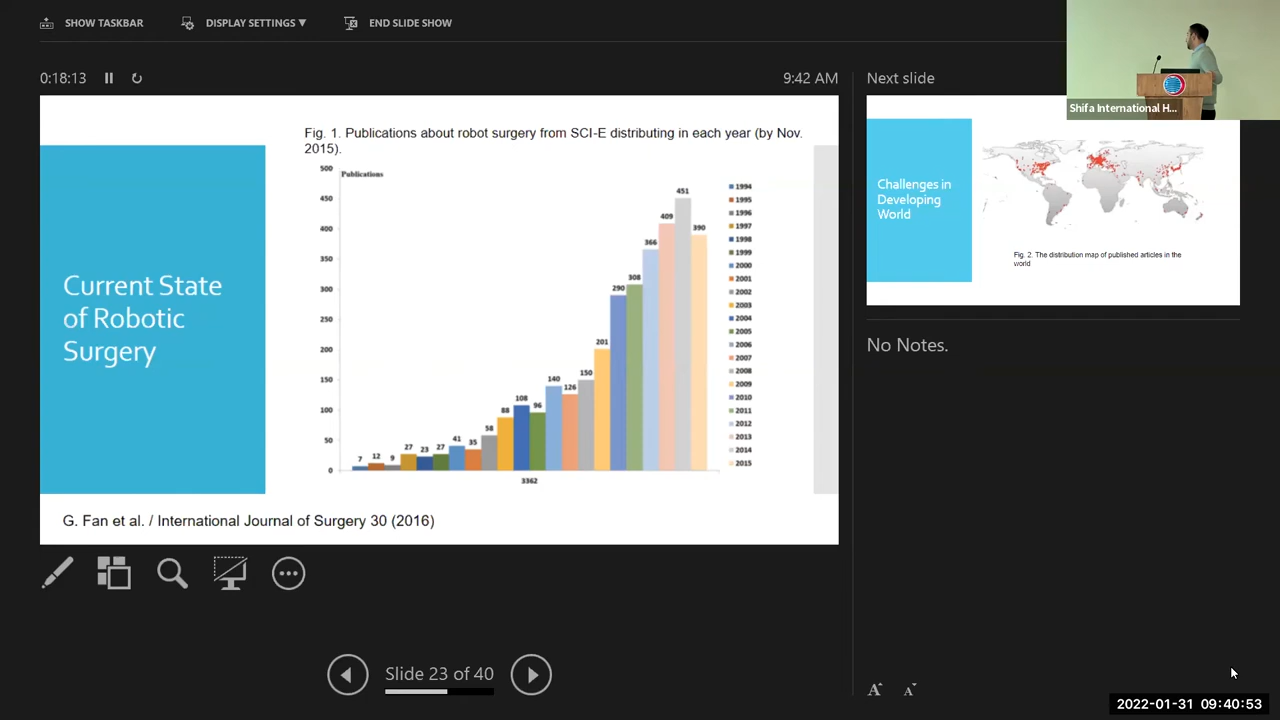 SHOW TASKBAR
DISPLAY SETTINGS ▼
END SLIDE SHOW
0:18:13
9:42 AM
Next slide
Shifa International H...
Fig. 1. Publications about robot surgery from SCI-E distributing in each year (by Nov.
2015).
Current State
of Robotic
Surgery
Publications
500
450
400
350
300
250
200
150
100
50
0
7
12
9
27
23
27
41
35
58
88
108
96
140
126
150
201
290
308
366
409
451
390
3362
1994
1995
1996
1997
1998
1999
2000
2001
2002
2003
2004
2005
2006
2007
2008
2009
2010
2011
2012
2013
2014
2015
G. Fan et al. / International Journal of Surgery 30 (2016)
Challenges in
Developing
World
Fig. 2. The distribution map of published articles in the
world
No Notes.
Slide 23 of 40
A
A
2022-01-31 09:40:53